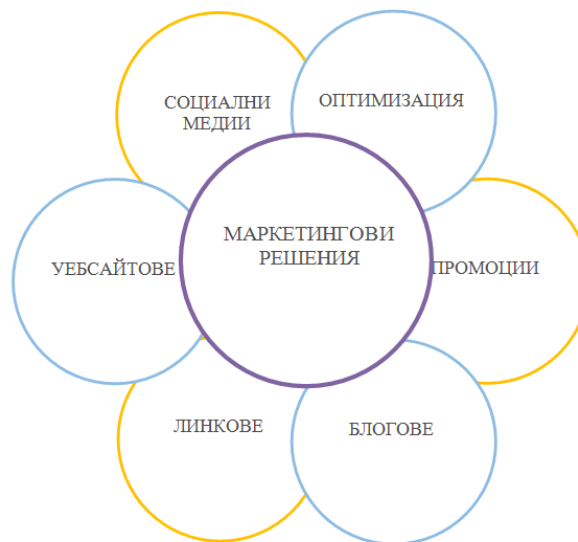 СОЦИАЛНИ
МЕДИИ
ОПТИМИЗАЦИЯ
МАРКЕТИНГОВИ
РЕШЕНИЯ
УЕБСАЙТОВЕ
ПРОМОЦИИ
ЛИНКОВЕ
БЛОГОВЕ